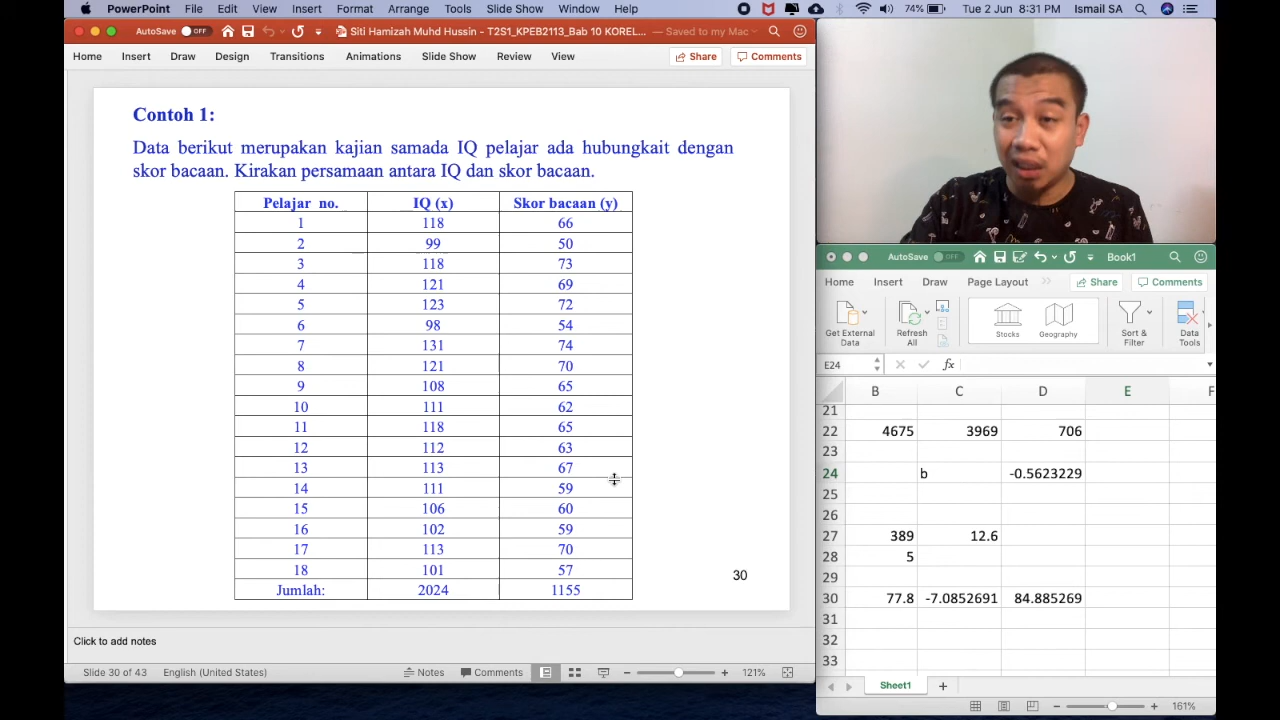 PowerPoint File Edit View Insert Format Arrange Tools Slide Show Window Help 74% Tue 2 Jun 8:31 PM Ismail SA
AutoSave OFF Siti Hamizah Muhd Hussin - T2S1_KPEB2113_Bab 10 KOREL... — Saved to my Mac
Home Insert Draw Design Transitions Animations Slide Show Review View Share Comments
Contoh 1:
Data berikut merupakan kajian samada IQ pelajar ada hubungkait dengan
skor bacaan. Kirakan persamaan antara IQ dan skor bacaan.
Pelajar no. IQ (x) Skor bacaan (y)
1 118 66
2 99 50
3 118 73
4 121 69
5 123 72
6 98 54
7 131 74
8 121 70
9 108 65
10 111 62
11 118 65
12 112 63
13 113 67
14 111 59
15 106 60
16 102 59
17 113 70
18 101 57
Jumlah: 2024 1155
30
Click to add notes
Slide 30 of 43 English (United States) Notes Comments 121%
AutoSave OFF Book1
Home Insert Draw Page Layout Share Comments
Get External Data
Refresh All
Stocks Geography
Sort & Filter
Data Tools
E24 fx
B C D E F
21
22 4675 3969 706
23
24 b -0.5623229
25
26
27 389 12.6
28 5
29
30 77.8 -7.0852691 84.885269
31
32
33
Sheet1
161%